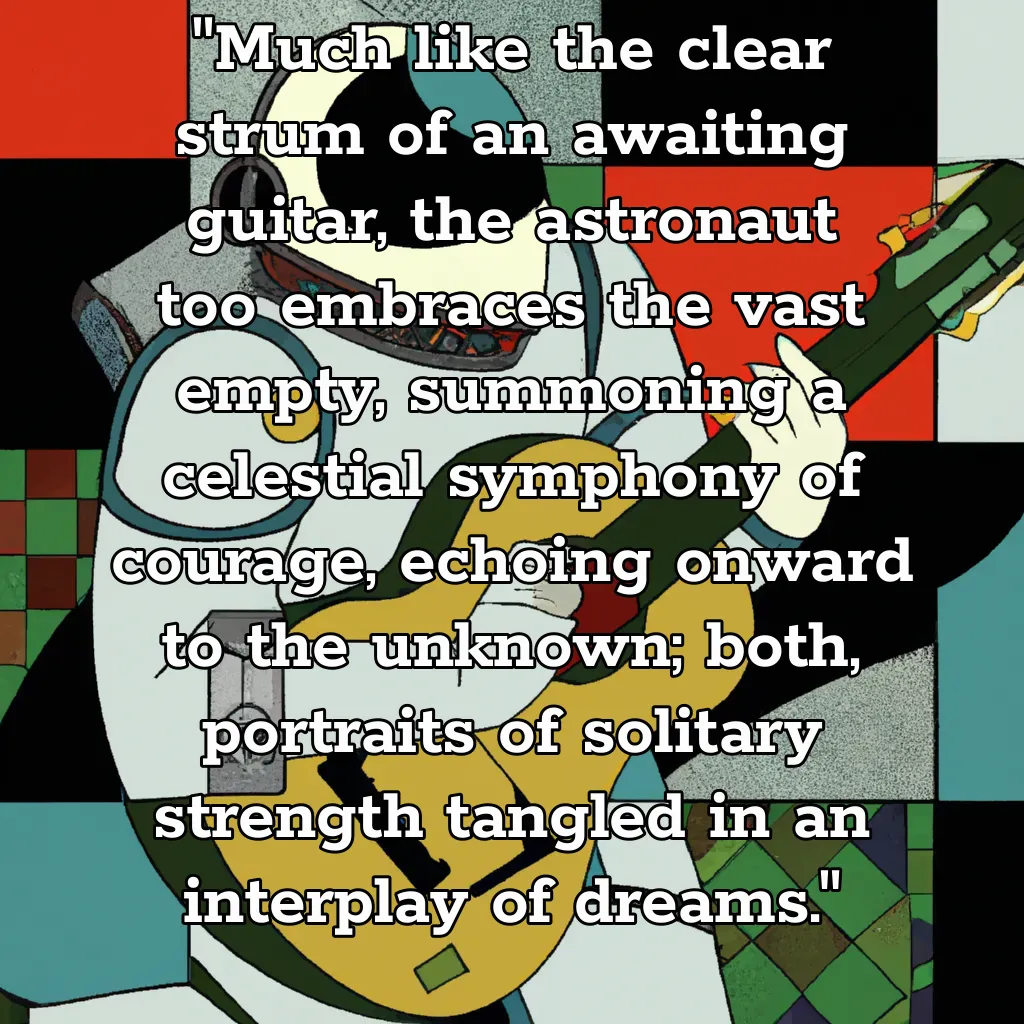 "Much like the clear
strum of an awaiting
guitar, the astronaut
too embraces the vast
empty, summoning a
celestial symphony of
courage, echoing onward
to the unknown; both,
portraits of solitary
strength tangled in an
interplay of dreams."